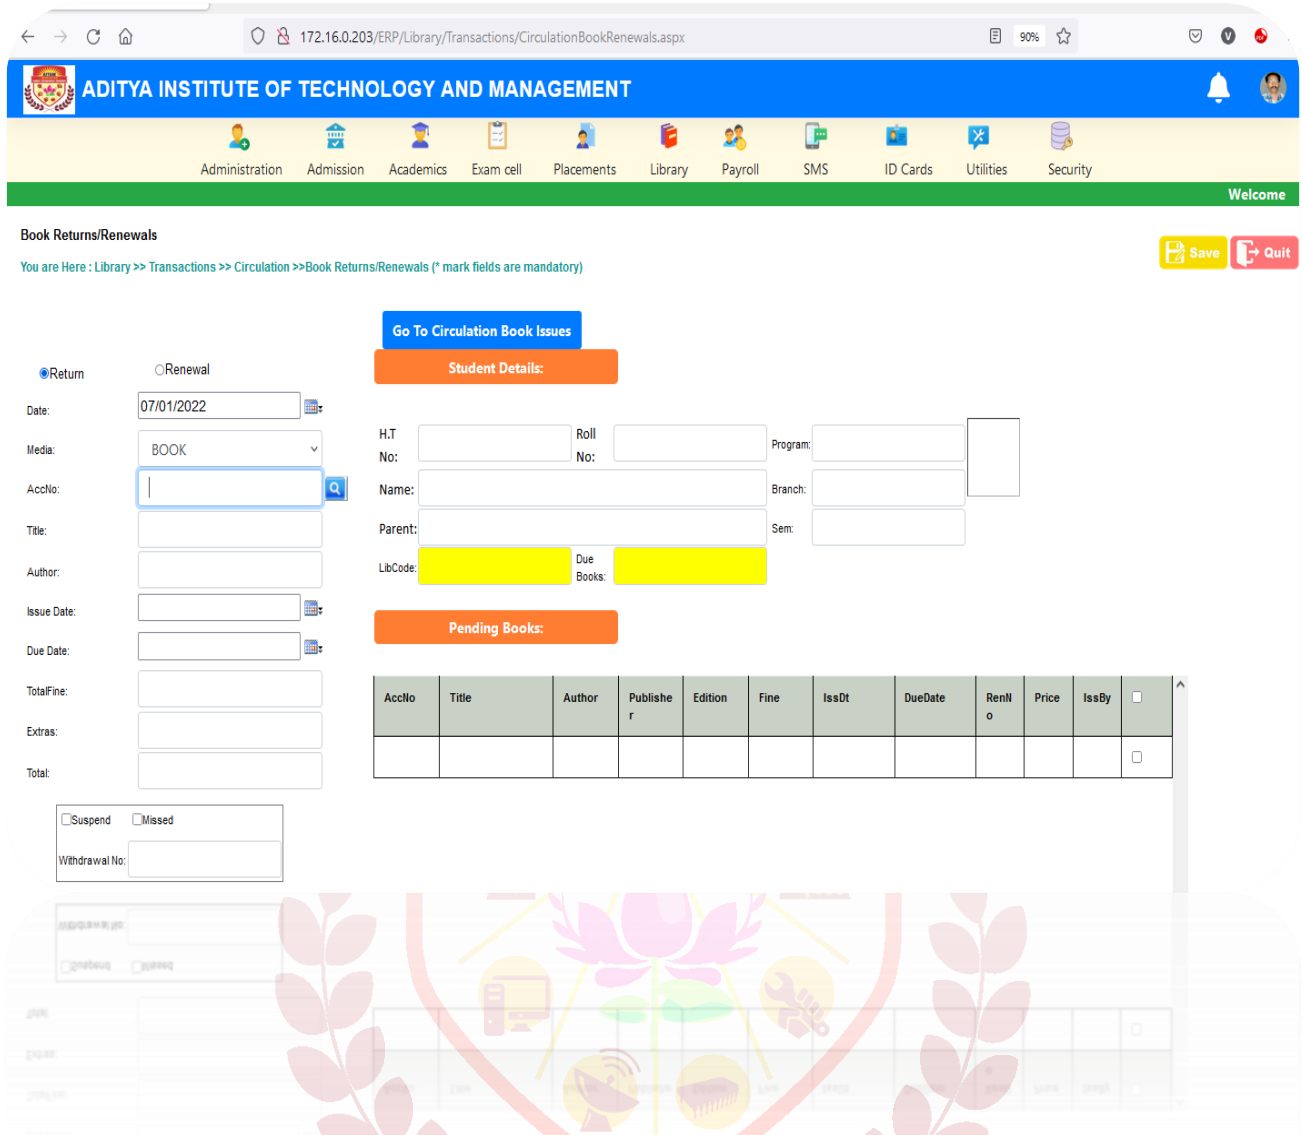 172.16.0.203/ERP/Library/Transactions/CirculationBookRenewals.aspx
90%
V
ADITYA INSTITUTE OF TECHNOLOGY AND MANAGEMENT
Administration Admission Academics Exam cell Placements Library Payroll SMS ID Cards Utilities Security
Welcome
Book Returns/Renewals
Save Quit
You are Here : Library >> Transactions >> Circulation >>Book Returns/Renewals (* mark fields are mandatory)
Go To Circulation Book Issues
Student Details:
Return Renewal
Date: 07/01/2022
Media: BOOK
AccNo:
Title:
Author:
Issue Date:
Due Date:
TotalFine:
Extras:
Total:
Suspend Missed
Withdrawal No:
H.T No: Roll No: Program:
Name: Branch:
Parent: Sem:
LibCode: Due Books:
Pending Books:
AccNo Title Author Publisher Edition Fine IssDt DueDate RenNo Price IssBy